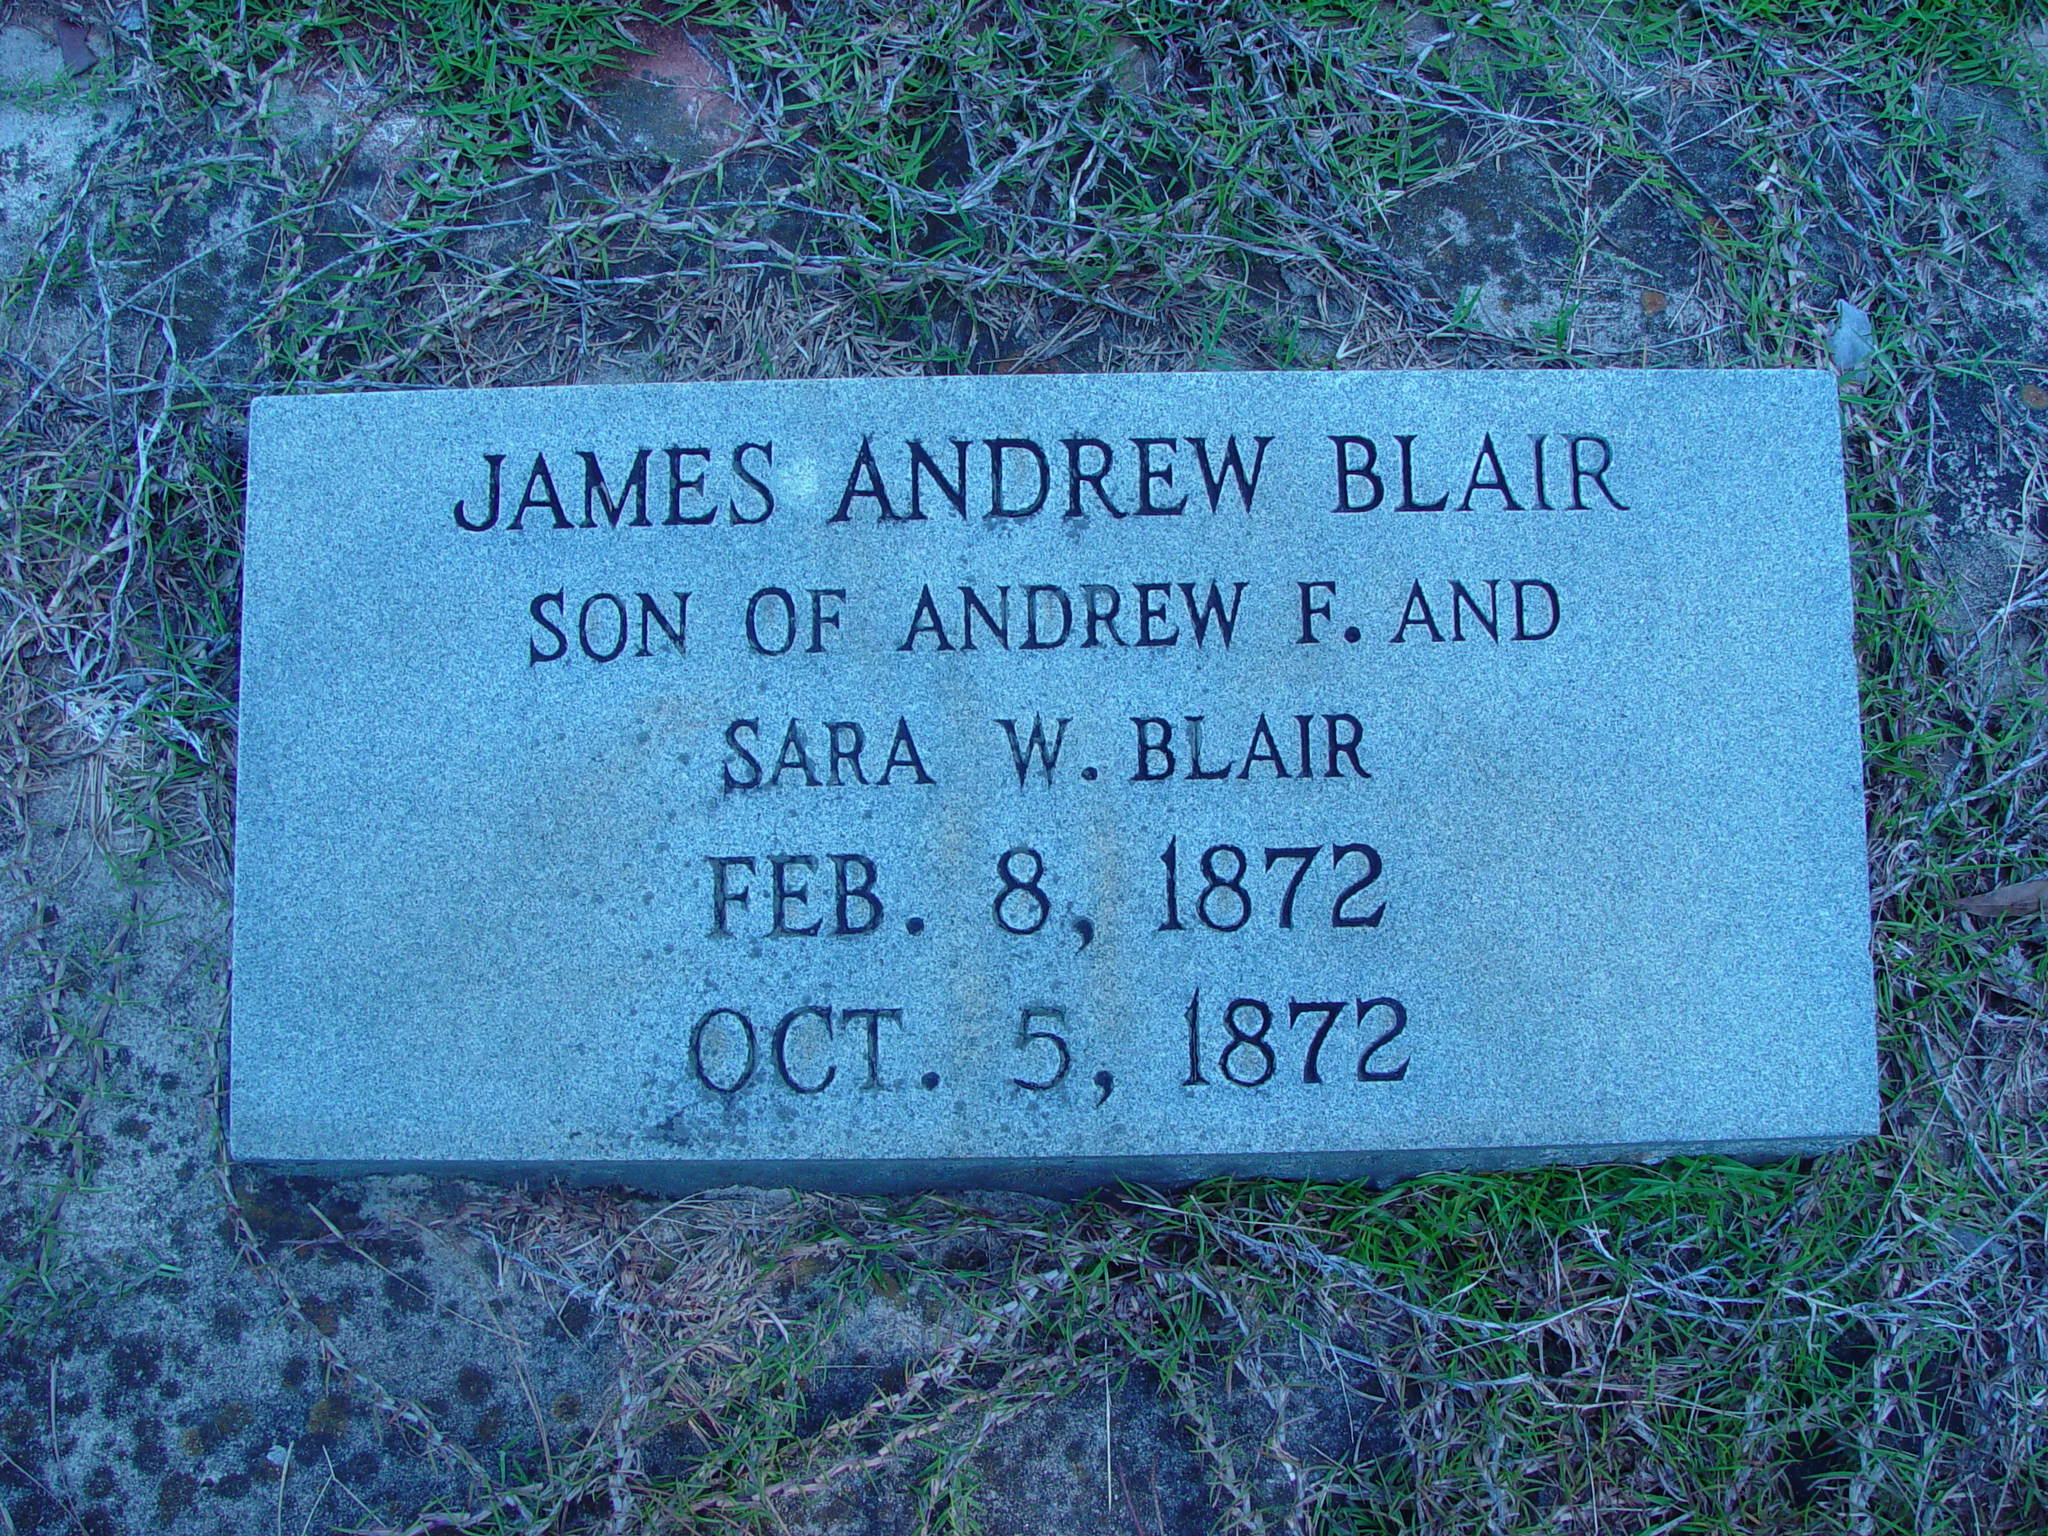 JAMES ANDREW BLAIR
SON OF ANDREW F. AND
SARA W. BLAIR
FEB. 8, 1872
OCT. 5, 1872